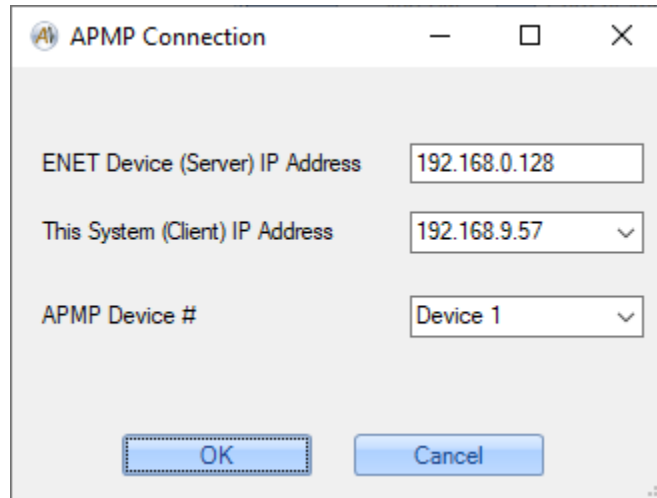 APMP Connection
ENET Device (Server) IP Address 192.168.0.128
This System (Client) IP Address 192.168.9.57
APMP Device # Device 1
OK Cancel